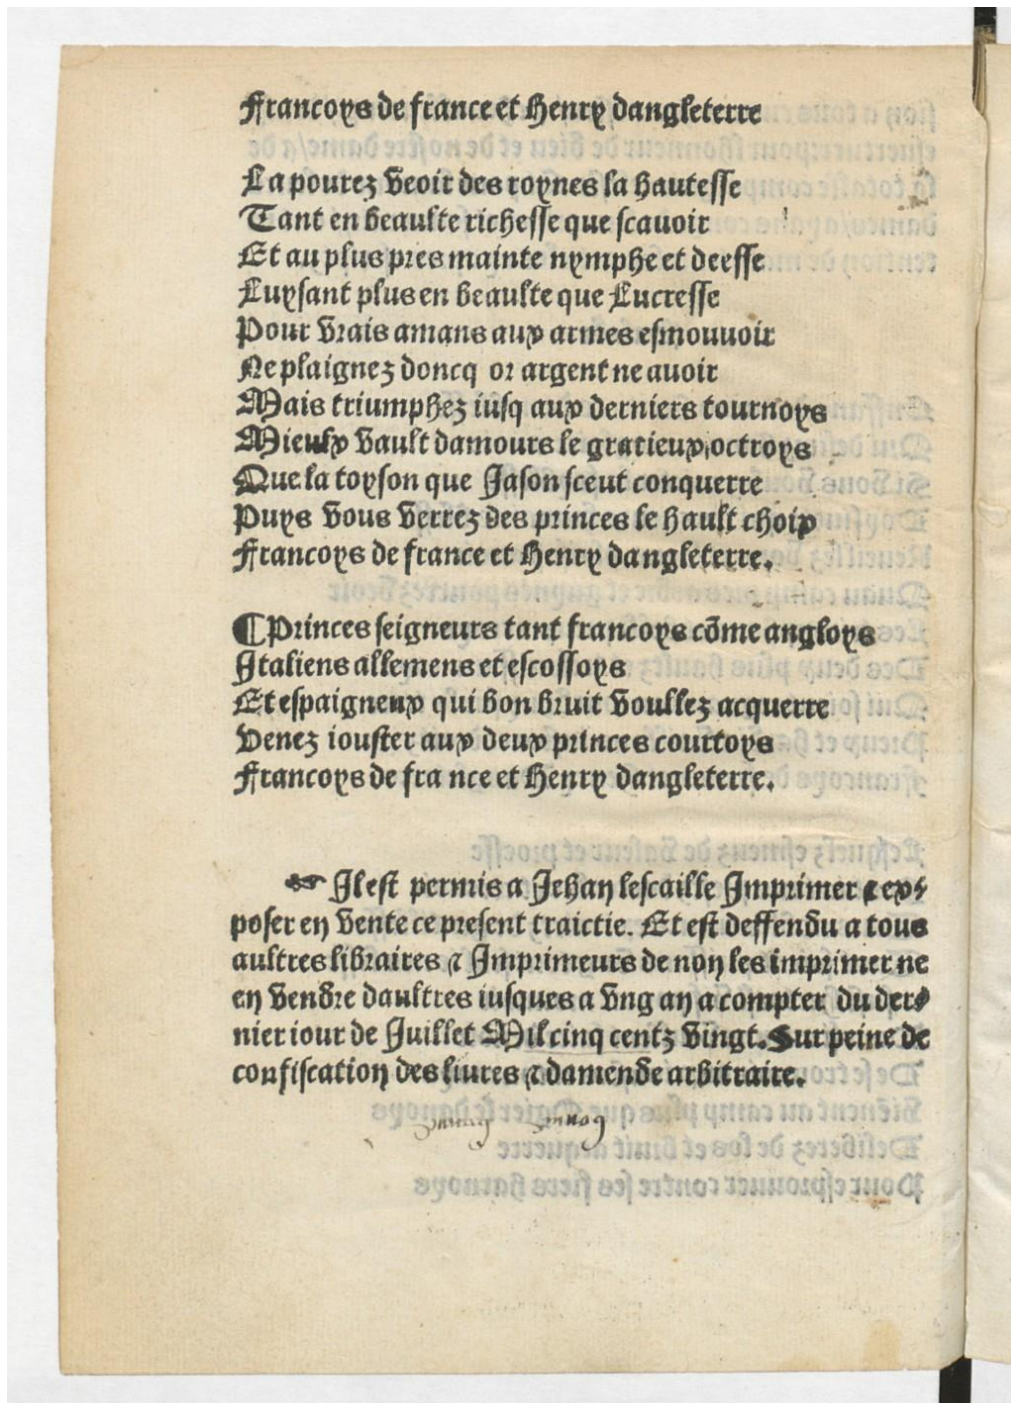 Francoys de france et Henry dangleterre
La pourez veoir des roynes la hautesse
Tant en beaulte richesse que scavoir
Et au plus pres mainte nymphe et deesse
Luysant plus en beaulte que Lucresse
Pour vrais amans aux armes esmouvoir
Ne plaignez doncq or argent ne avoir
Mais triumphez iusq aux derniers tournoys
Mieulx vault damours le gratieux octroys
Que la toyson que Jason sceut conquerre
Puys vous verrez des princes le hault choix
Francoys de france et Henry dangleterre.
¶ Princes seigneurs tant francoys cõme angloys
Italiens allemens et escossoys
Et espaigneux qui bon bruit voullez acquerre
Venez iouster aux deux princes courtoys
Francoys de fra nce et Henry dangleterre.
☞ Il est permis a Jehan lescaille Imprimer ⁊ ex⸗
poser en vente ce present traictie. Et est deffendu a tous
aultres libraires ⁊ Imprimeurs de non les imprimer ne
en vendre daultres iusques a vng an a compter du der⸗
nier iour de Juillet Mil cinq centz vingt. Sur peine de
confiscation des liures ⁊ damende arbitraire.